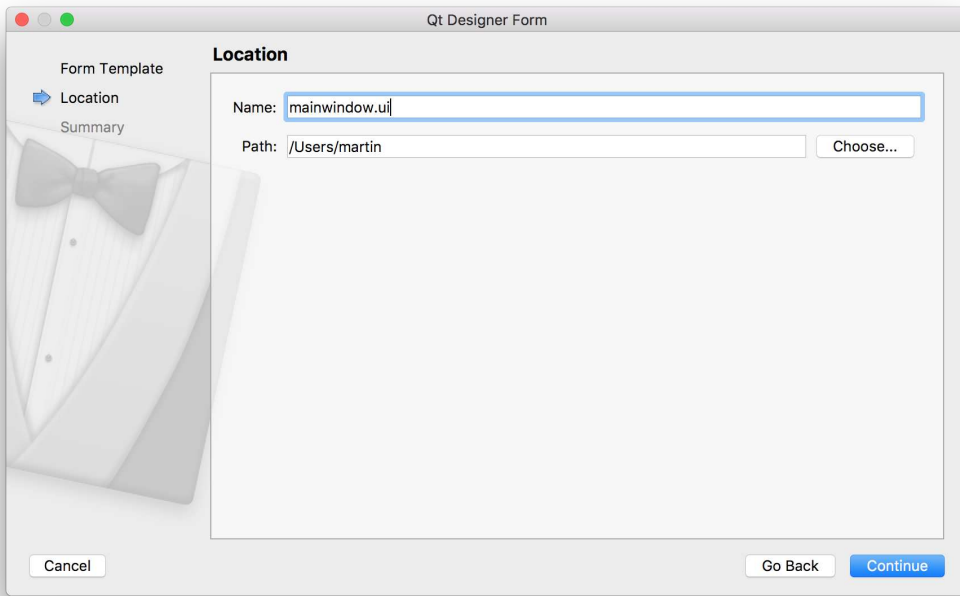 Qt Designer Form
Form Template
Location
Summary
Location
Name: mainwindow.ui
Path: /Users/martin Choose...
Cancel Go Back Continue